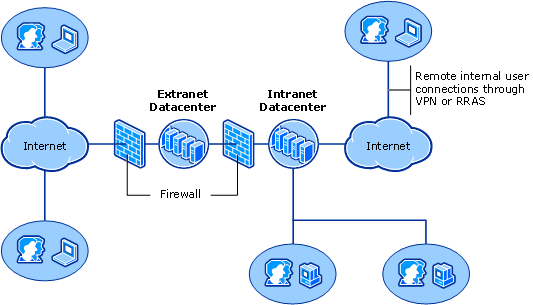 Extranet
Datacenter
Intranet
Datacenter
Remote internal user
connections through
VPN or RRAS
Internet
Internet
Firewall